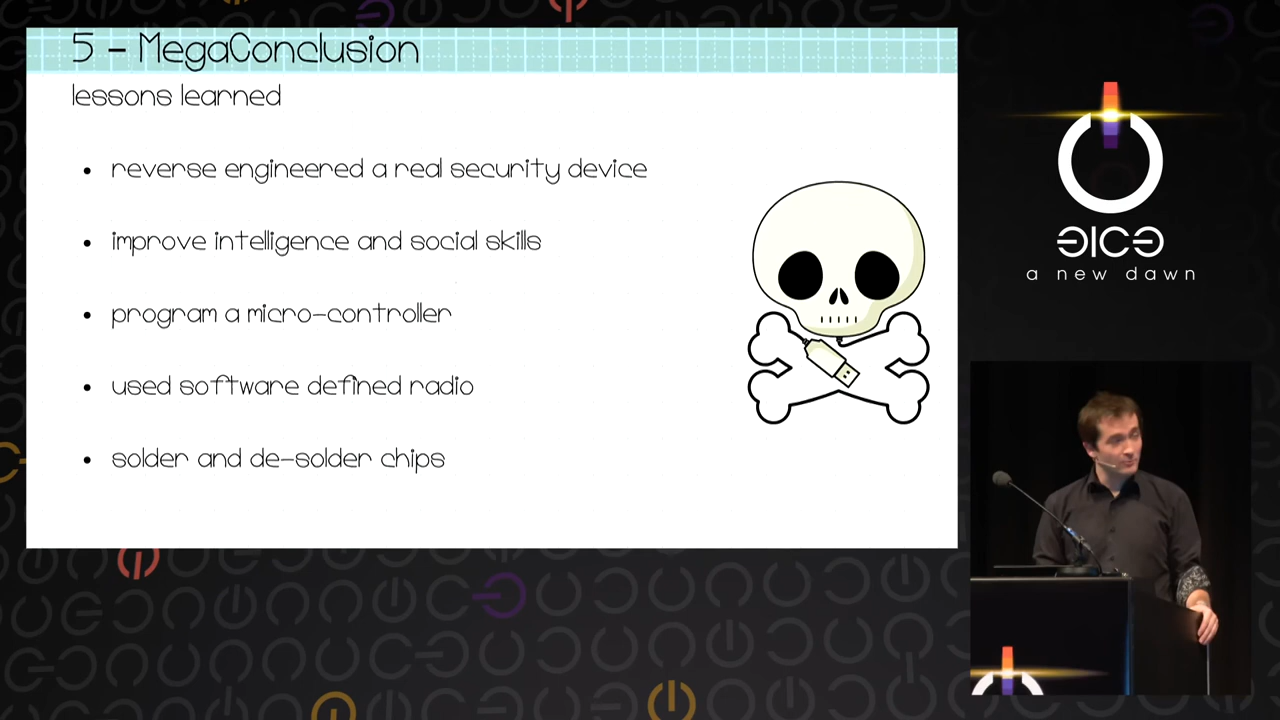 5 - MegaConclusion
lessons learned
• reverse engineered a real security device
• improve intelligence and social skills
• program a micro-controller
• used software defined radio
• solder and de-solder chips
31C3
a new dawn